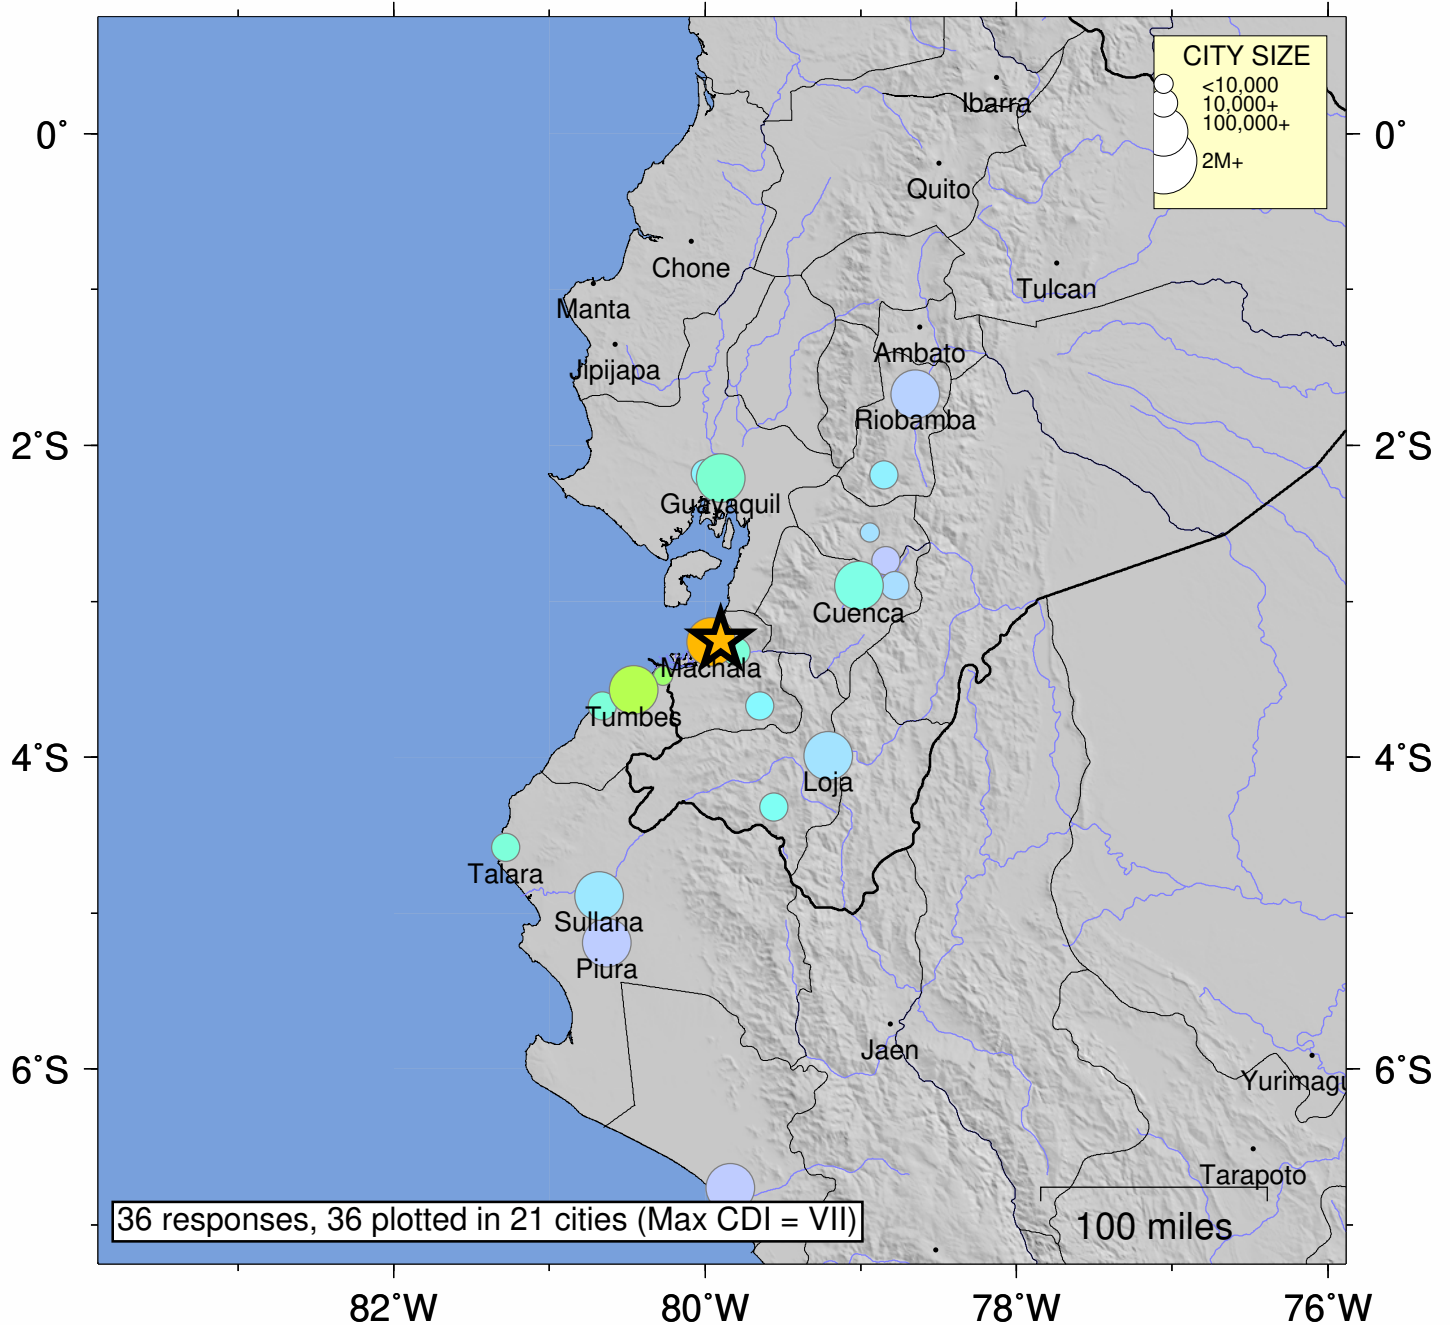 CITY SIZE
<10,000
10,000+
100,000+
2M+
Ibarra
0˚
0˚
Quito
Chone
Tulcan
Manta
Ambato
Jipijapa
Riobamba
2˚S
2˚S
Guayaquil
Cuenca
Machala
Tumbes
4˚S
4˚S
Loja
Talara
Sullana
Piura
Jaen
6˚S
6˚S
Yurimagu
Tarapoto
36 responses, 36 plotted in 21 cities (Max CDI = VII)
100 miles
82˚W
80˚W
78˚W
76˚W